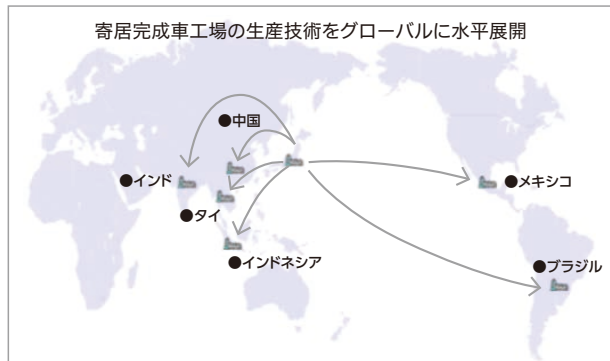 寄居完成車工場の生産技術をグローバルに水平展開
●中国
●インド
●タイ
●インドネシア
●メキシコ
●ブラジル